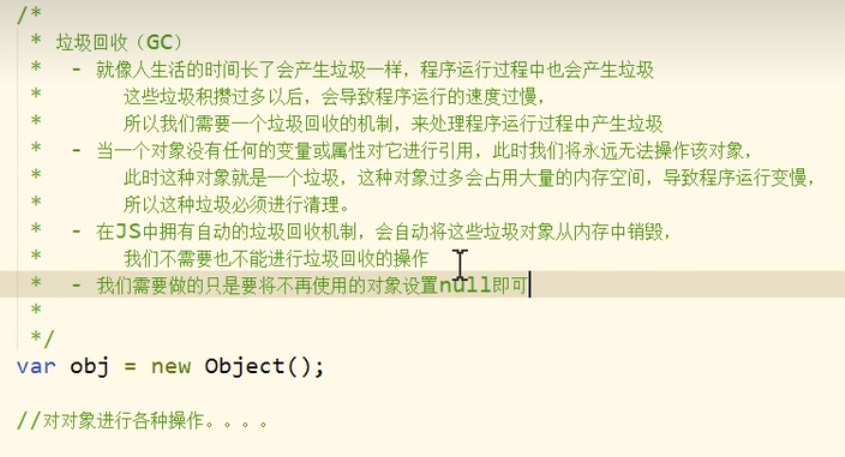 /*
* 垃圾回收（GC）
* - 就像人生活的时间长了会产生垃圾一样，程序运行过程中也会产生垃圾
* 这些垃圾积攒过多以后，会导致程序运行的速度过慢，
* 所以我们需要一个垃圾回收的机制，来处理程序运行过程中产生垃圾
* - 当一个对象没有任何的变量或属性对它进行引用，此时我们将永远无法操作该对象，
* 此时这种对象就是一个垃圾，这种对象过多会占用大量的内存空间，导致程序运行变慢，
* 所以这种垃圾必须进行清理。
* - 在JS中拥有自动的垃圾回收机制，会自动将这些垃圾对象从内存中销毁，
* 我们不需要也不能进行垃圾回收的操作
* - 我们需要做的只是要将不再使用的对象设置null即可
*
*/
var obj = new Object();
//对对象进行各种操作。。。。